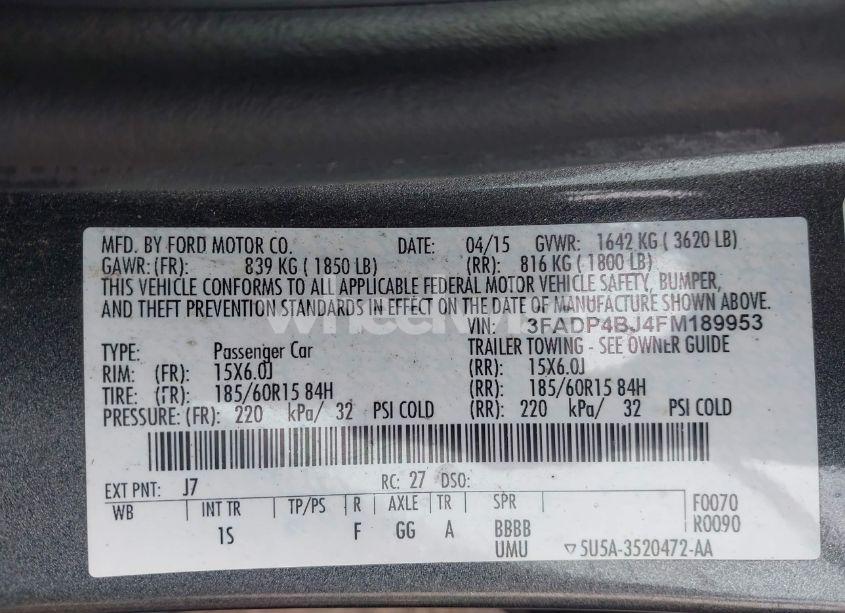 MFD. BY FORD MOTOR CO. DATE: 04/15 GVWR: 1642 KG ( 3620 LB)
GAWR: (FR): 839 KG ( 1850 LB) (RR): 816 KG ( 1800 LB)
THIS VEHICLE CONFORMS TO ALL APPLICABLE FEDERAL MOTOR VEHICLE SAFETY, BUMPER,
AND THEFT PREVENTION STANDARDS IN EFFECT ON THE DATE OF MANUFACTURE SHOWN ABOVE.
VIN: 3FADP4BJ4FM189953
TYPE: Passenger Car TRAILER TOWING - SEE OWNER GUIDE
RIM: (FR): 15X6.0J (RR): 15X6.0J
TIRE: (FR): 185/60R15 84H (RR): 185/60R15 84H
PRESSURE: (FR): 220 kPa/ 32 PSI COLD (RR): 220 kPa/ 32 PSI COLD
EXT PNT: J7 RC: 27 DSO:
WB INT TR TP/PS R AXLE TR SPR F0070
1S F GG A BBBB R0090
UMU ▽5U5A-3520472-AA